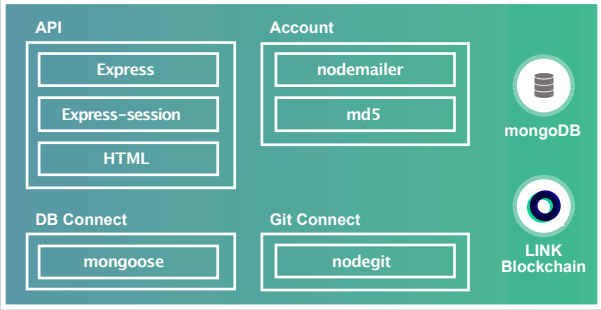 API
Express
Express-session
HTML
Account
nodemailer
md5
DB Connect
mongoose
Git Connect
nodegit
mongoDB
LINK
Blockchain